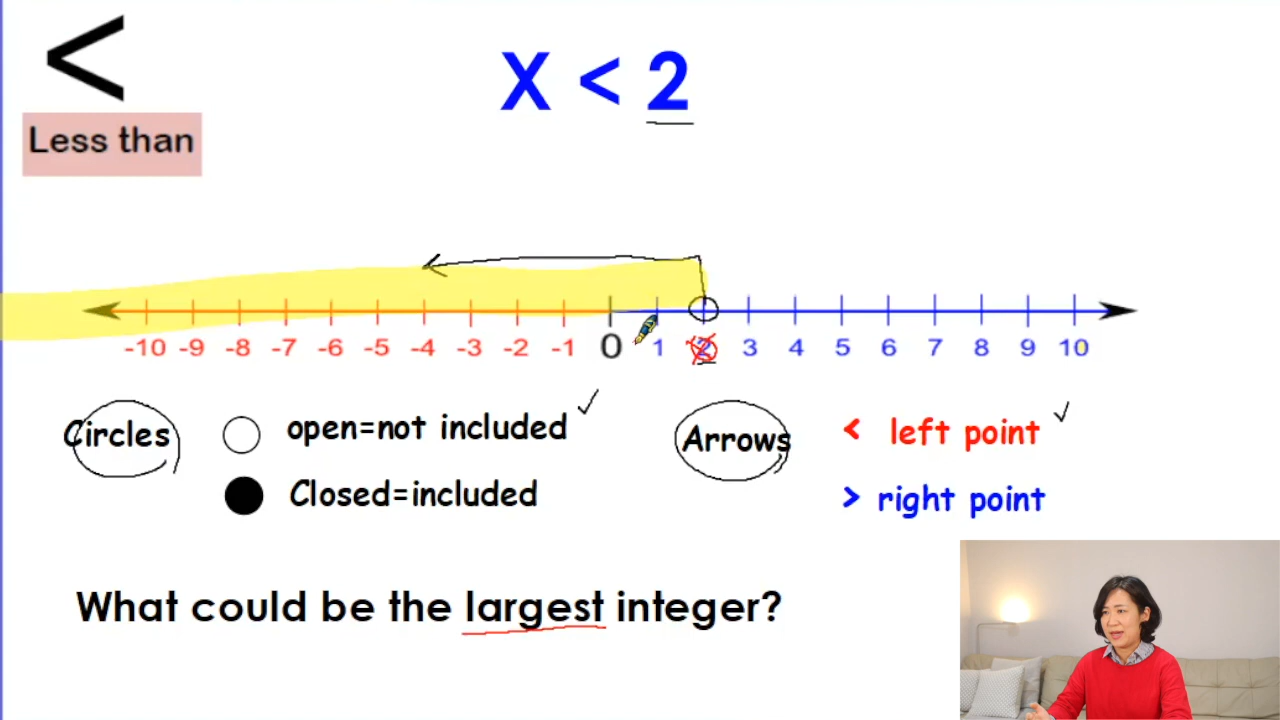 <
Less than
X < 2
-10 -9 -8 -7 -6 -5 -4 -3 -2 -1 0 1 2 3 4 5 6 7 8 9 10
Circles
open=not included
Closed=included
Arrows
< left point
> right point
What could be the largest integer?